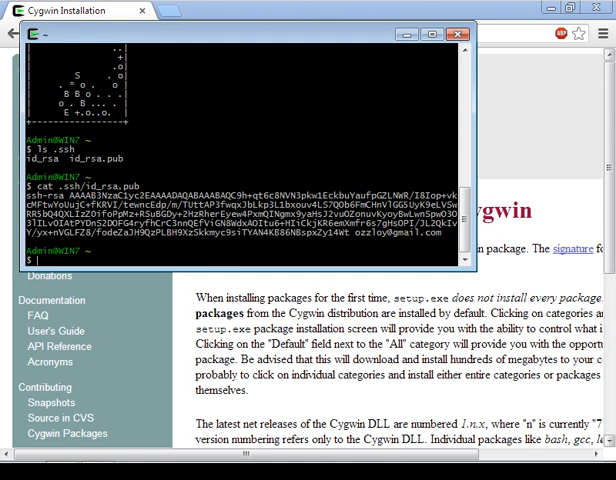 Cygwin Installation
~
|            ..|
|             +|
|            .o|
|      S    . o|
|   . = o .   o|
|    B B o . . .|
|   o . B ... . |
|    E +.o..o. |
+-----------------+
Admin@WIN7 ~
$ ls .ssh
id_rsa  id_rsa.pub
Admin@WIN7 ~
$ cat .ssh/id_rsa.pub
ssh-rsa
ozzloy@gmail.com
Admin@WIN7 ~
$
ABP
ygwin
n package. The signature fo
Donations
Documentation
FAQ
User's Guide
API Reference
Acronyms
Contributing
Snapshots
Source in CVS
Cygwin Packages
When installing packages for the first time, setup.exe does not install every package.
packages from the Cygwin distribution are installed by default. Clicking on categories a
setup.exe package installation screen will provide you with the ability to control what i
Clicking on the "Default" field next to the "All" category will provide you with the opportu
package. Be advised that this will download and install hundreds of megabytes to your c
probably to click on individual categories and install either entire categories or packages
themselves.
The latest net releases of the Cygwin DLL are numbered 1.n.x, where "n" is currently "7
version numbering refers only to the Cygwin DLL. Individual packages like bash, gcc, le